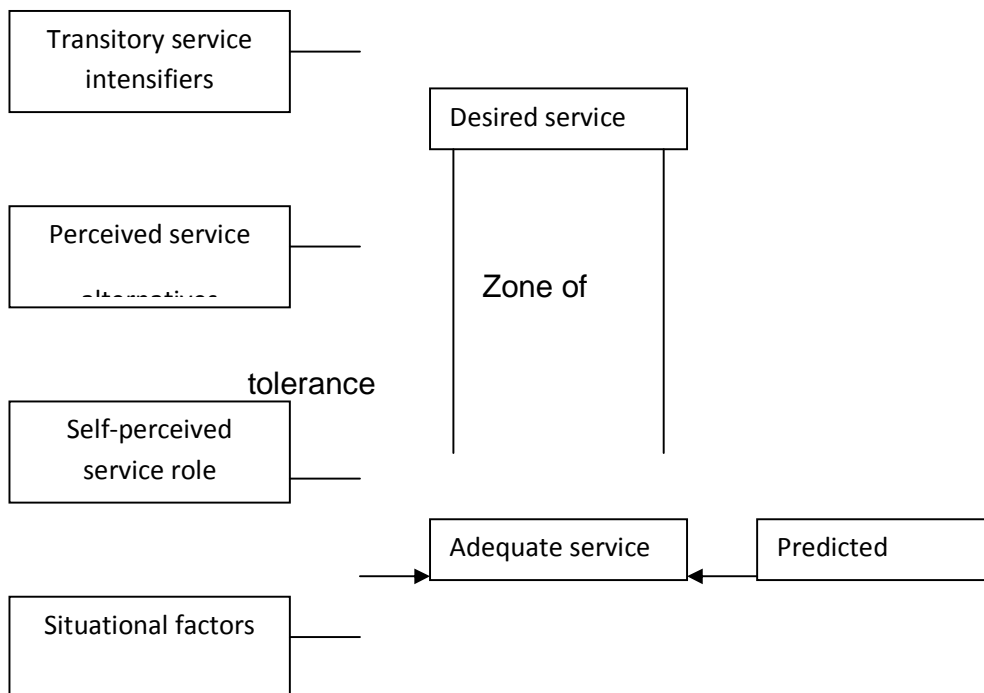 Transitory service
intensifiers
Desired service
Perceived service
alternatives
Zone of
tolerance
Self-perceived
service role
Adequate service
Predicted
Situational factors